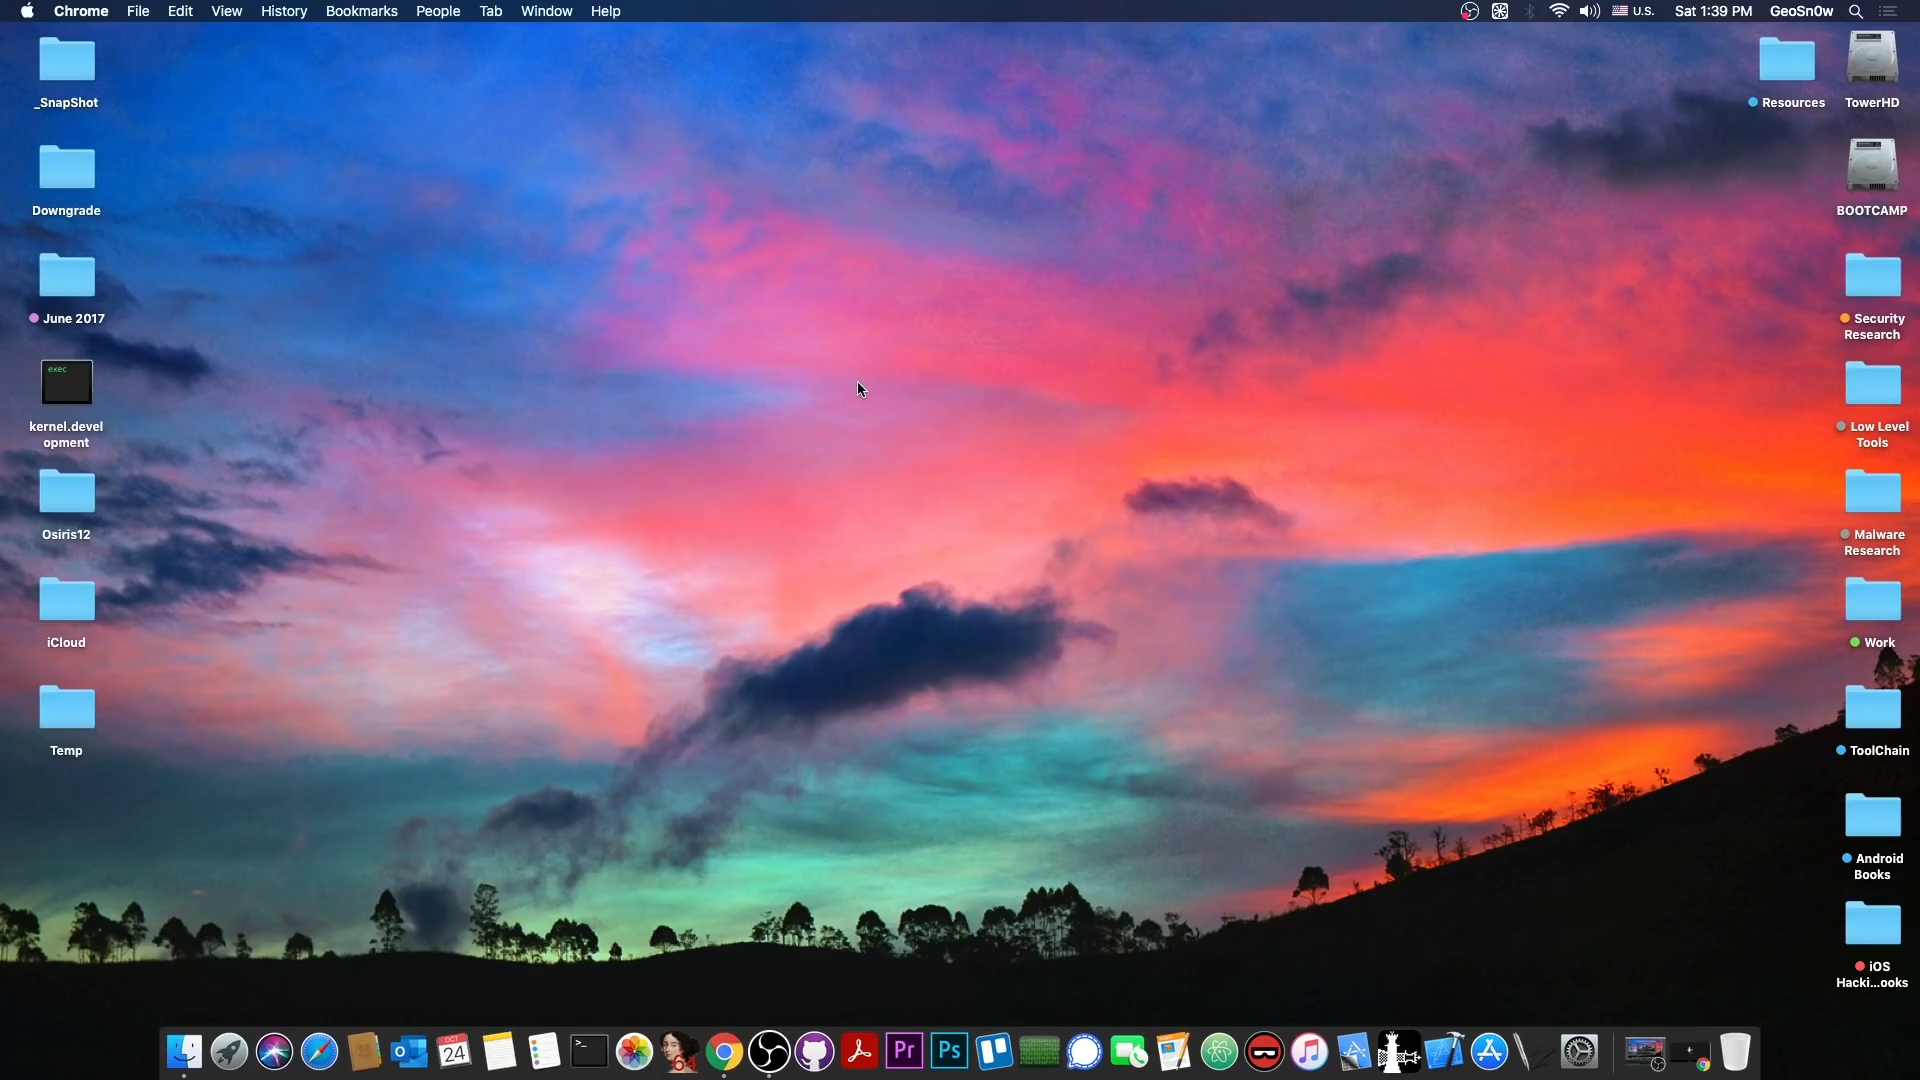 Chrome File Edit View History Bookmarks People Tab Window Help U.S. Sat 1:39 PM GeoSn0w
_SnapShot
Resources
TowerHD
Downgrade
BOOTCAMP
June 2017
Security
Research
exec
kernel.devel
opment
Low Level
Tools
Osiris12
Malware
Research
iCloud
Work
Temp
ToolChain
Android
Books
iOS
Hacki...ooks
OCT
24
>_
64
Pr
Ps